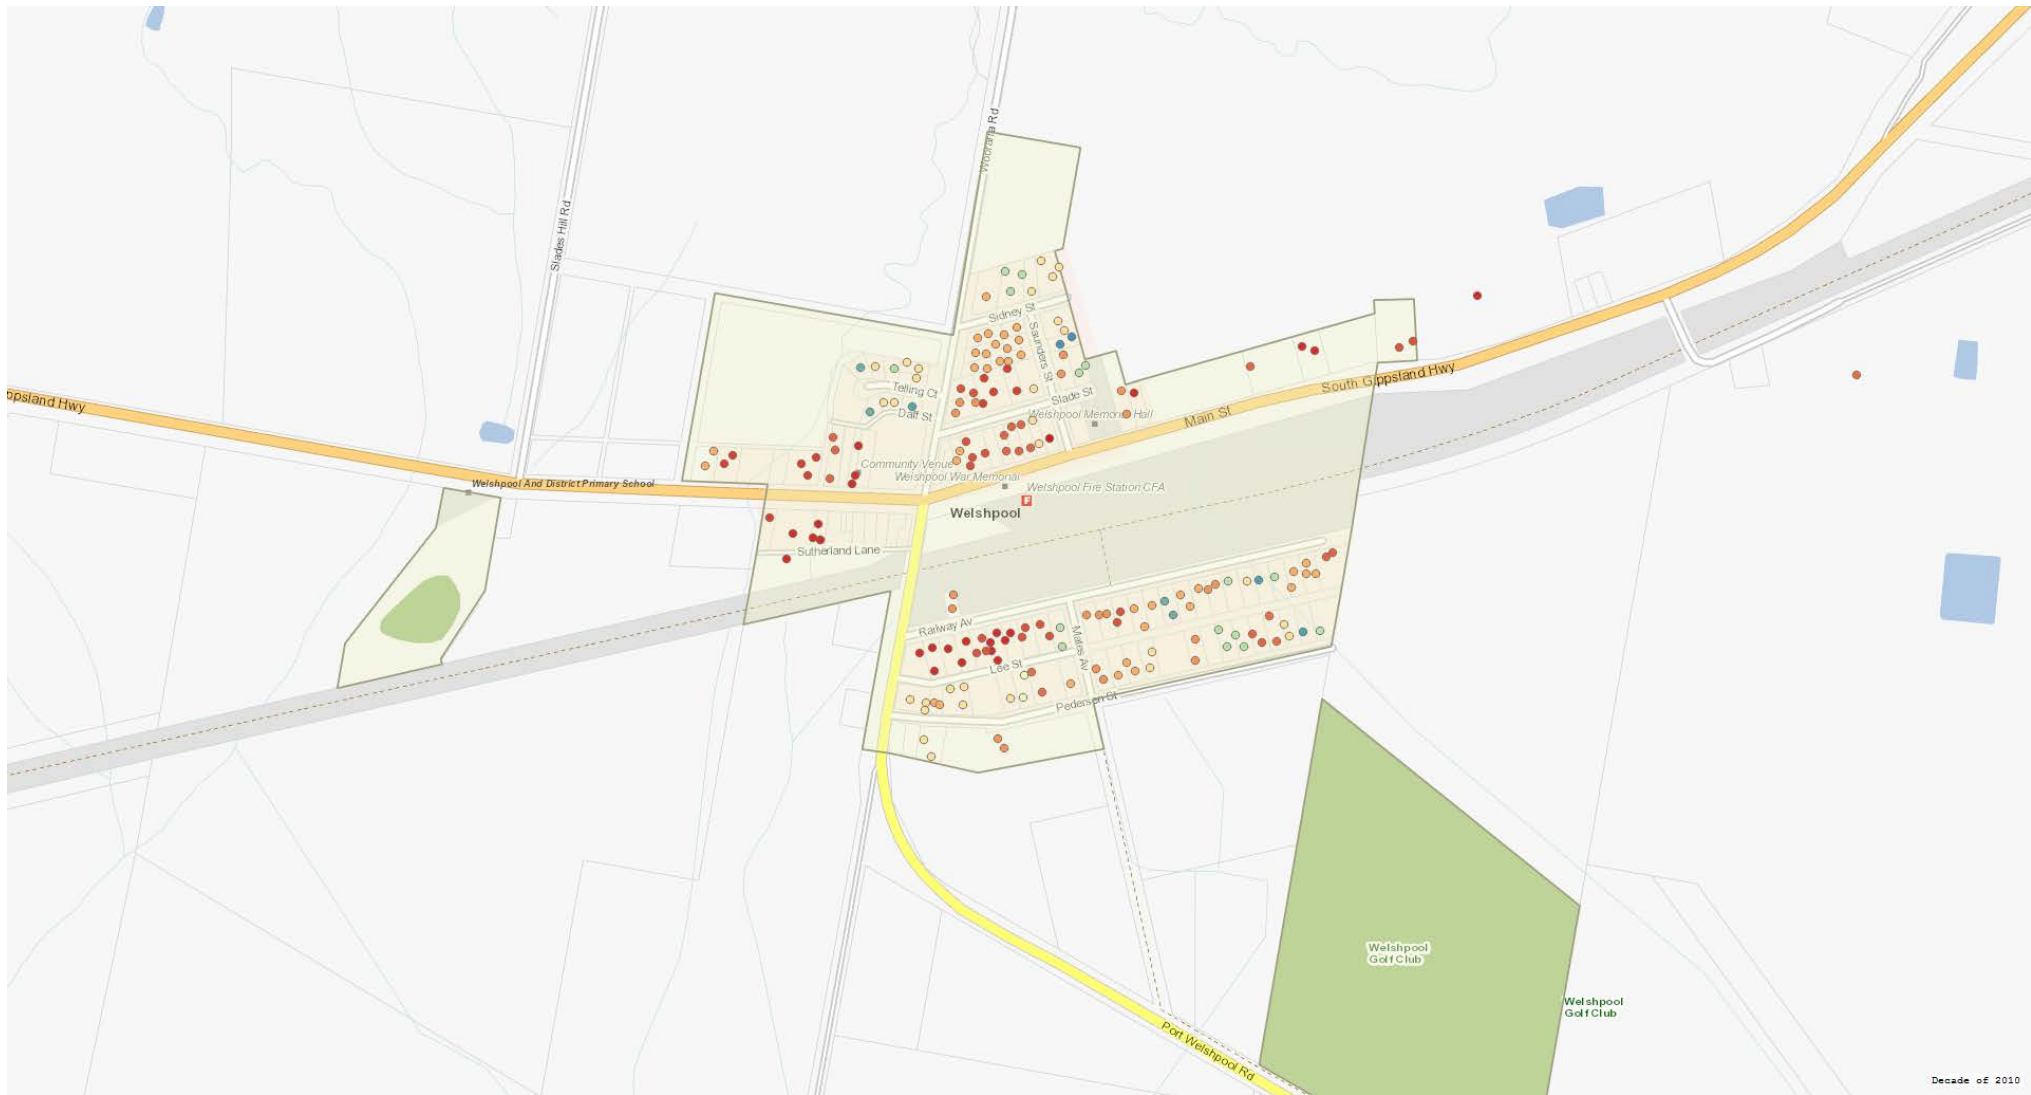 Wooraria Rd
Slades Hill Rd
Sidney St
Saunders St
ppsland Hwy
Telling Ct
Dalf St
Slade St
South Gippsland Hwy
Welshpool Memorial Hall
Main St
Community Venue
Welshpool War Memorial
Welshpool And District Primary School
Welshpool Fire Station CFA
F
Welshpool
Sutherland Lane
Railway Av
Mates Av
Lee St
Pedersen St
Welshpool
Golf Club
Welshpool
Golf Club
Port Welshpool Rd
Decade of 2010